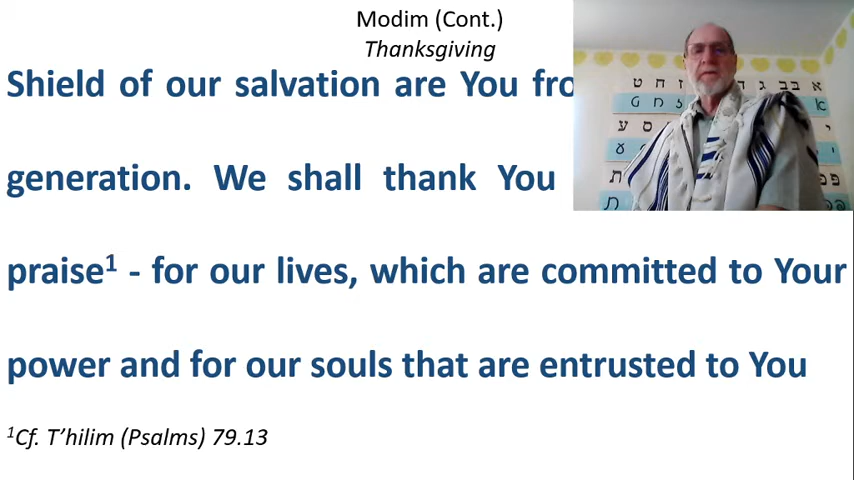 Modim (Cont.)
Thanksgiving
Shield of our salvation are You
generation. We shall thank You
praise¹ - for our lives, which are committed to Your
power and for our souls that are entrusted to You
¹Cf. T’hilim (Psalms) 79.13
א בּב ג ד ז ח ט
י ס ע